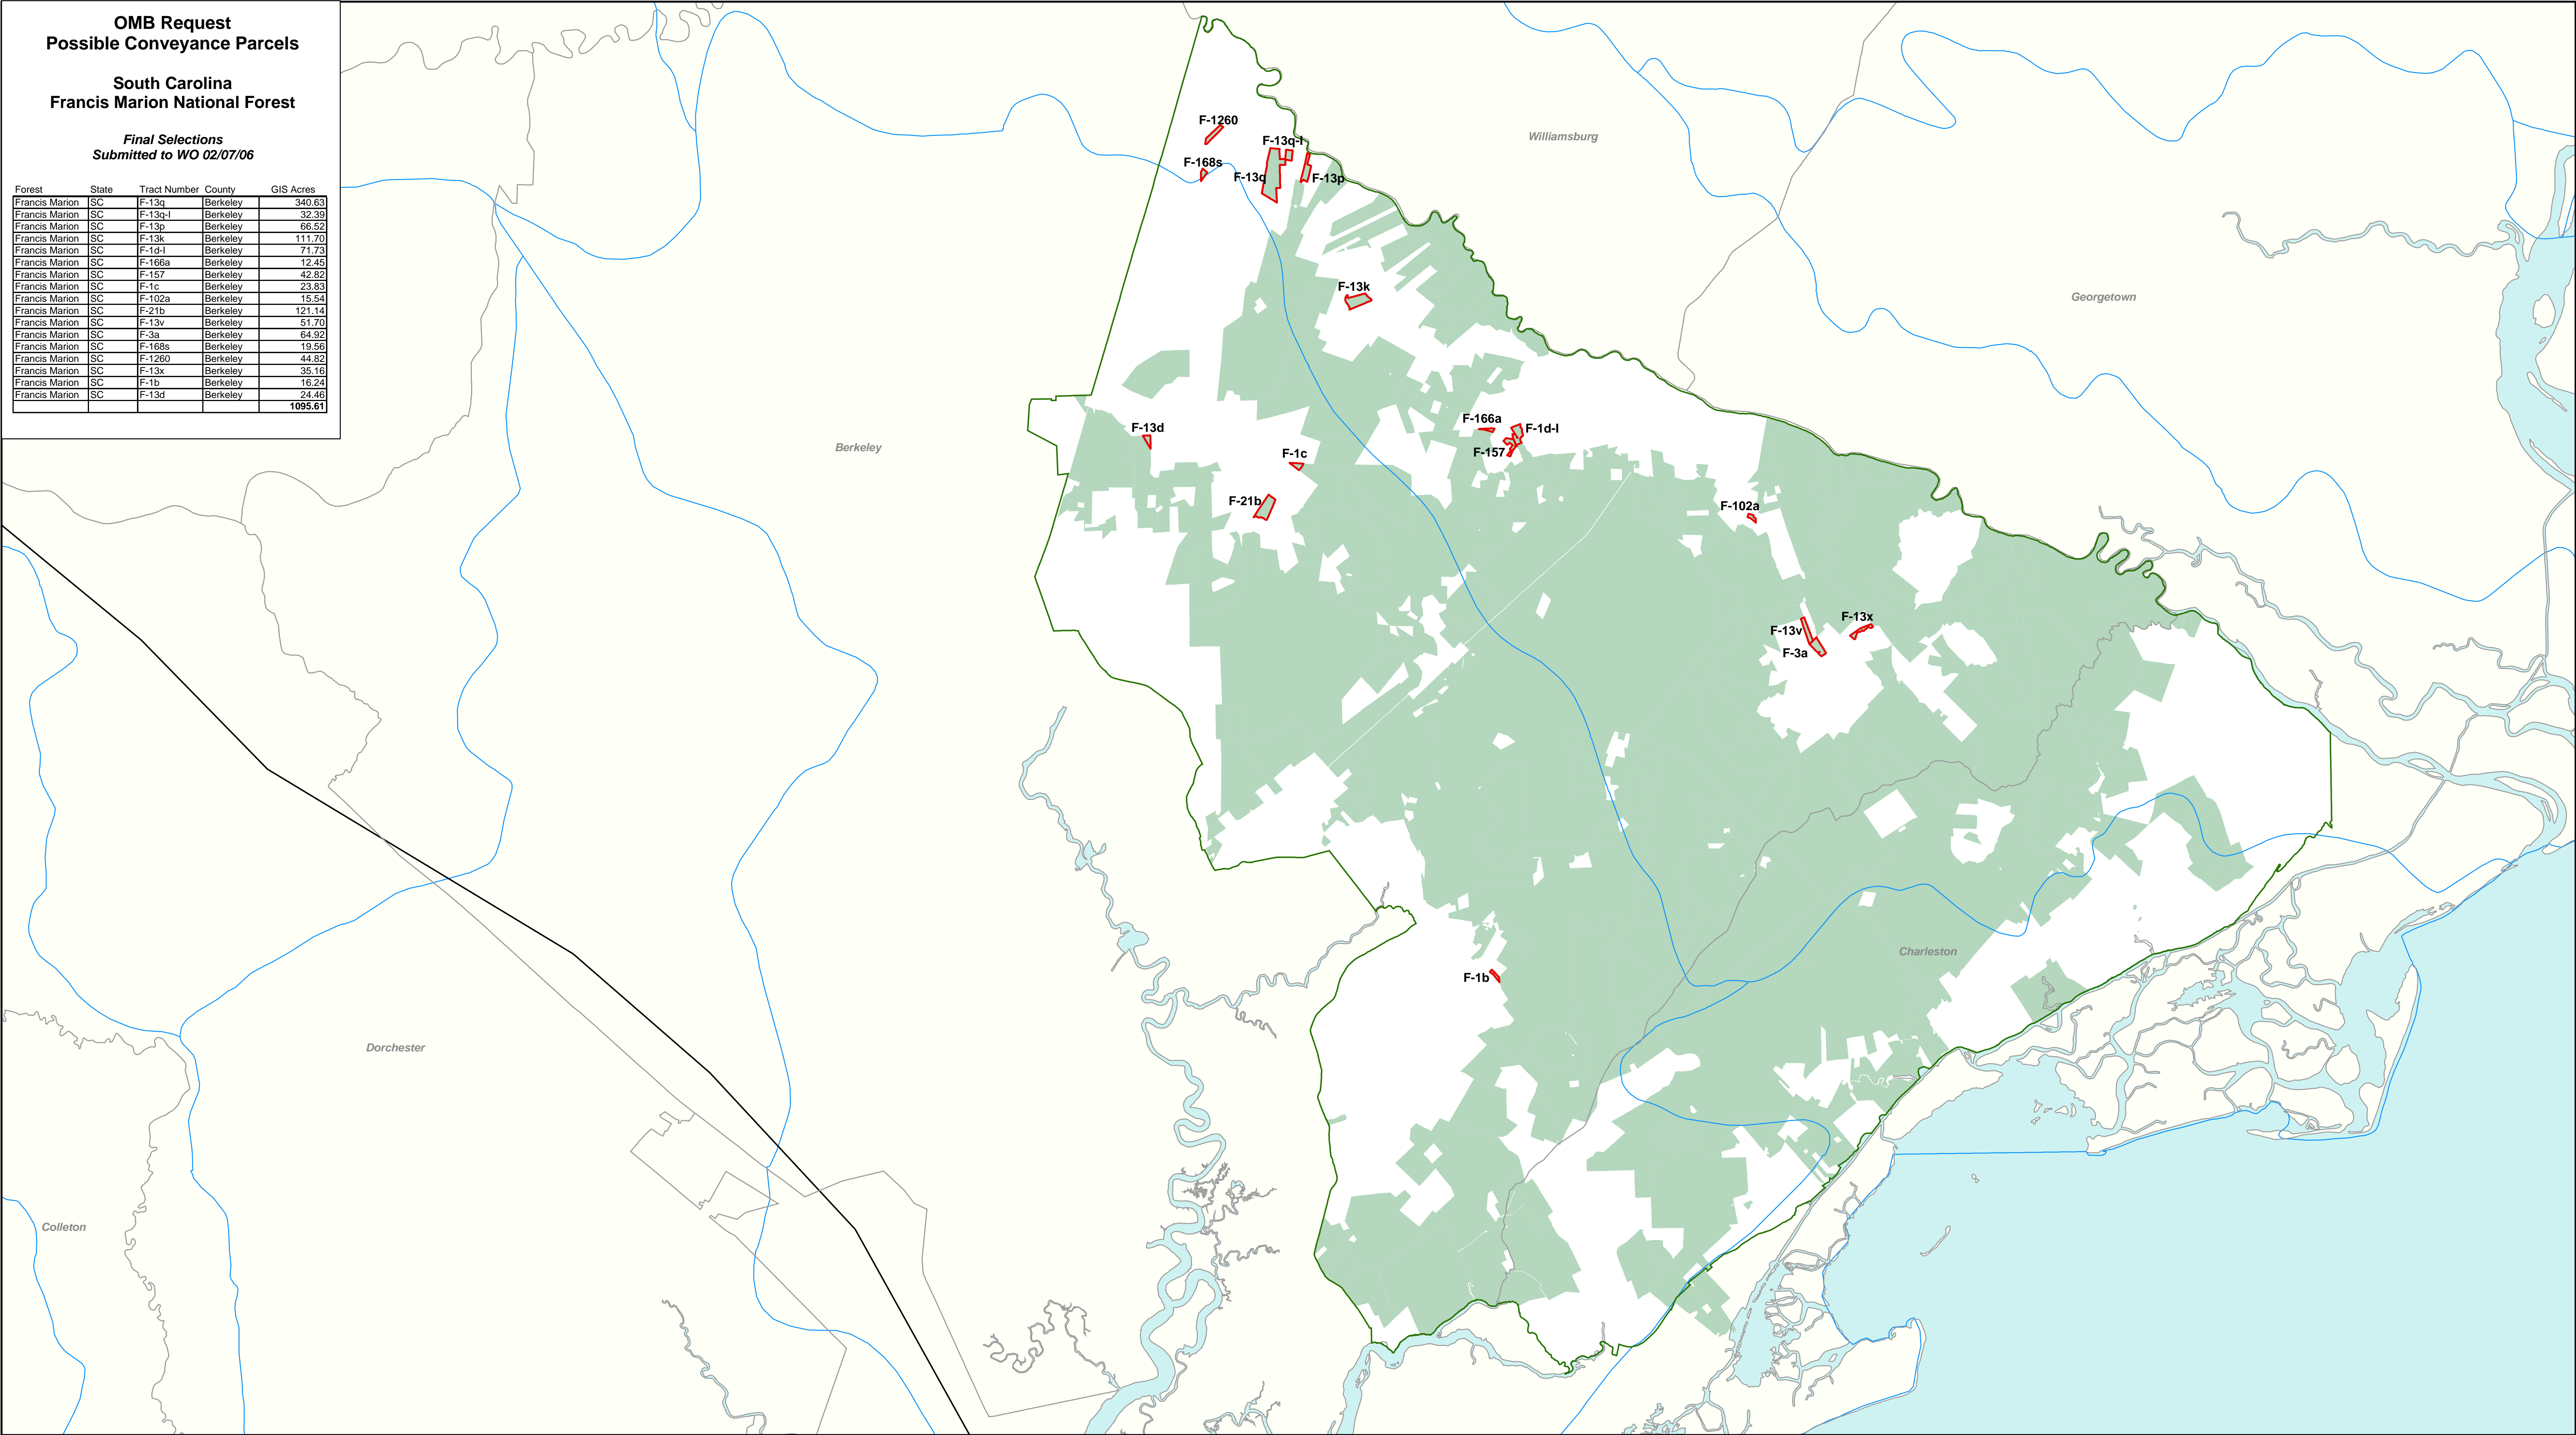 OMB Request
Possible Conveyance Parcels
South Carolina
Francis Marion National Forest
Final Selections
Submitted to WO 02/07/06
Forest State Tract Number County GIS Acres
Francis Marion SC F-13q Berkeley 340.63
Francis Marion SC F-13q-I Berkeley 32.39
Francis Marion SC F-13p Berkeley 66.52
Francis Marion SC F-13k Berkeley 111.70
Francis Marion SC F-1d-I Berkeley 71.73
Francis Marion SC F-166a Berkeley 12.45
Francis Marion SC F-157 Berkeley 42.82
Francis Marion SC F-1c Berkeley 23.83
Francis Marion SC F-102a Berkeley 15.54
Francis Marion SC F-21b Berkeley 121.14
Francis Marion SC F-13v Berkeley 51.70
Francis Marion SC F-3a Berkeley 64.92
Francis Marion SC F-168s Berkeley 19.56
Francis Marion SC F-1260 Berkeley 44.82
Francis Marion SC F-13x Berkeley 35.16
Francis Marion SC F-1b Berkeley 16.24
Francis Marion SC F-13d Berkeley 24.46
1095.61
F-1260
Williamsburg
F-13q-I
F-168s
F-13q
F-13p
F-13k
Georgetown
F-166a
F-13d
F-1d-I
Berkeley
F-1c
F-157
F-21b
F-102a
F-13x
F-13v
F-3a
Charleston
F-1b
Dorchester
Colleton